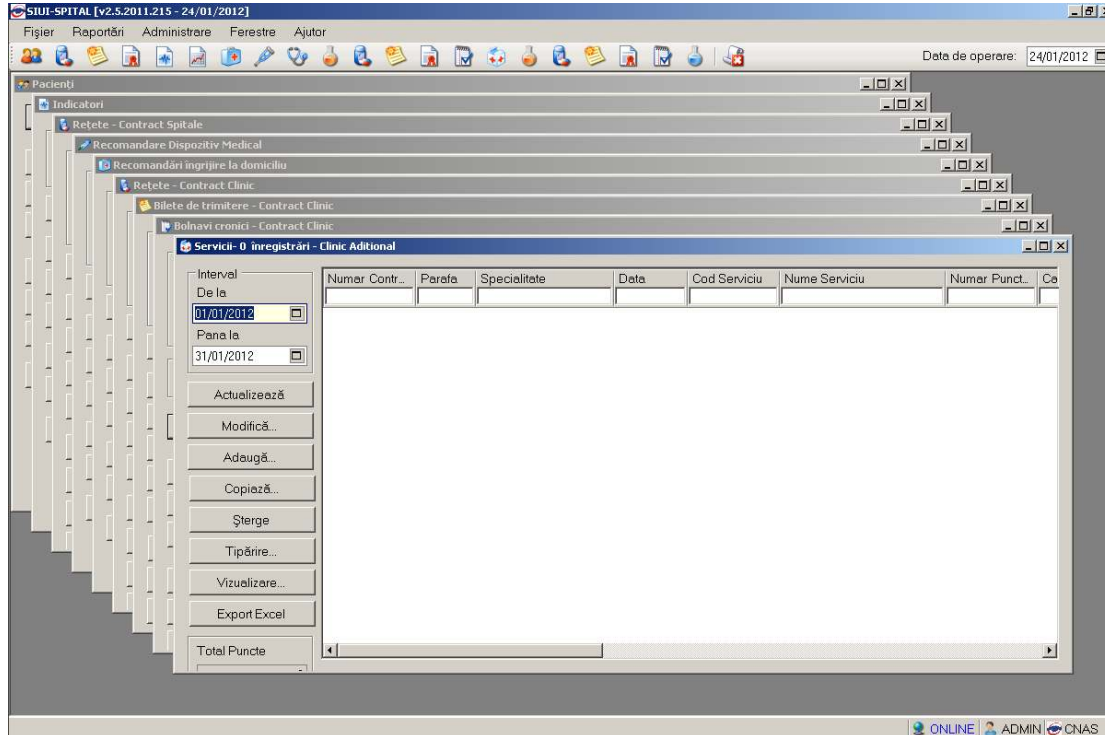 SIUI-SPITAL [v2.5.2011.215 - 24/01/2012]
Fişier Raportări Administrare Ferestre Ajutor
Data de operare: 24/01/2012
Pacienţi
Indicatori
Reţete - Contract Spitale
Recomandare Dispozitiv Medical
Recomandări îngrijire la domiciliu
Reţete - Contract Clinic
Bilete de trimitere - Contract Clinic
Bolnavi cronici - Contract Clinic
Servicii- 0 înregistrări - Clinic Aditional
Interval
Numar Contr... Parafa Specialitate Data Cod Serviciu Nume Serviciu Numar Punct... Ca
De la
01/01/2012
Pana la
31/01/2012
Actualizează
Modifică...
Adaugă...
Copiază...
Şterge
Tipărire...
Vizualizare...
Export Excel
Total Puncte
ONLINE ADMIN CNAS